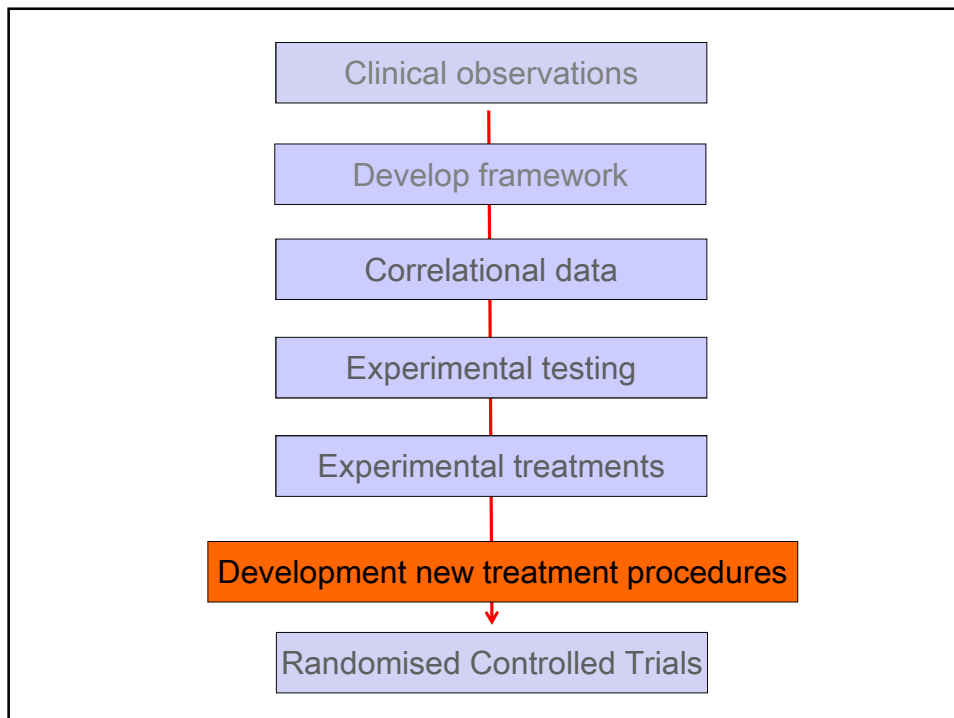 Clinical observations
Develop framework
Correlational data
Experimental testing
Experimental treatments
Development new treatment procedures
Randomised Controlled Trials